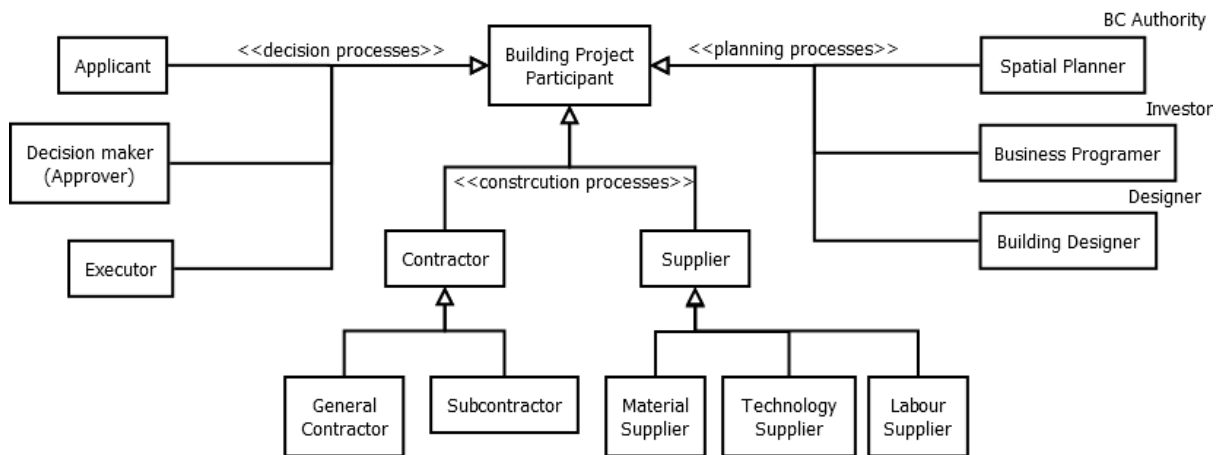 BC Authority
<<decision processes>>
Building Project
Participant
<<planning processes>>
Applicant
Spatial Planner
Investor
Decision maker
(Approver)
Business Programer
<<constrcution processes>>
Designer
Executor
Contractor
Supplier
Building Designer
General
Contractor
Subcontractor
Material
Supplier
Technology
Supplier
Labour
Supplier